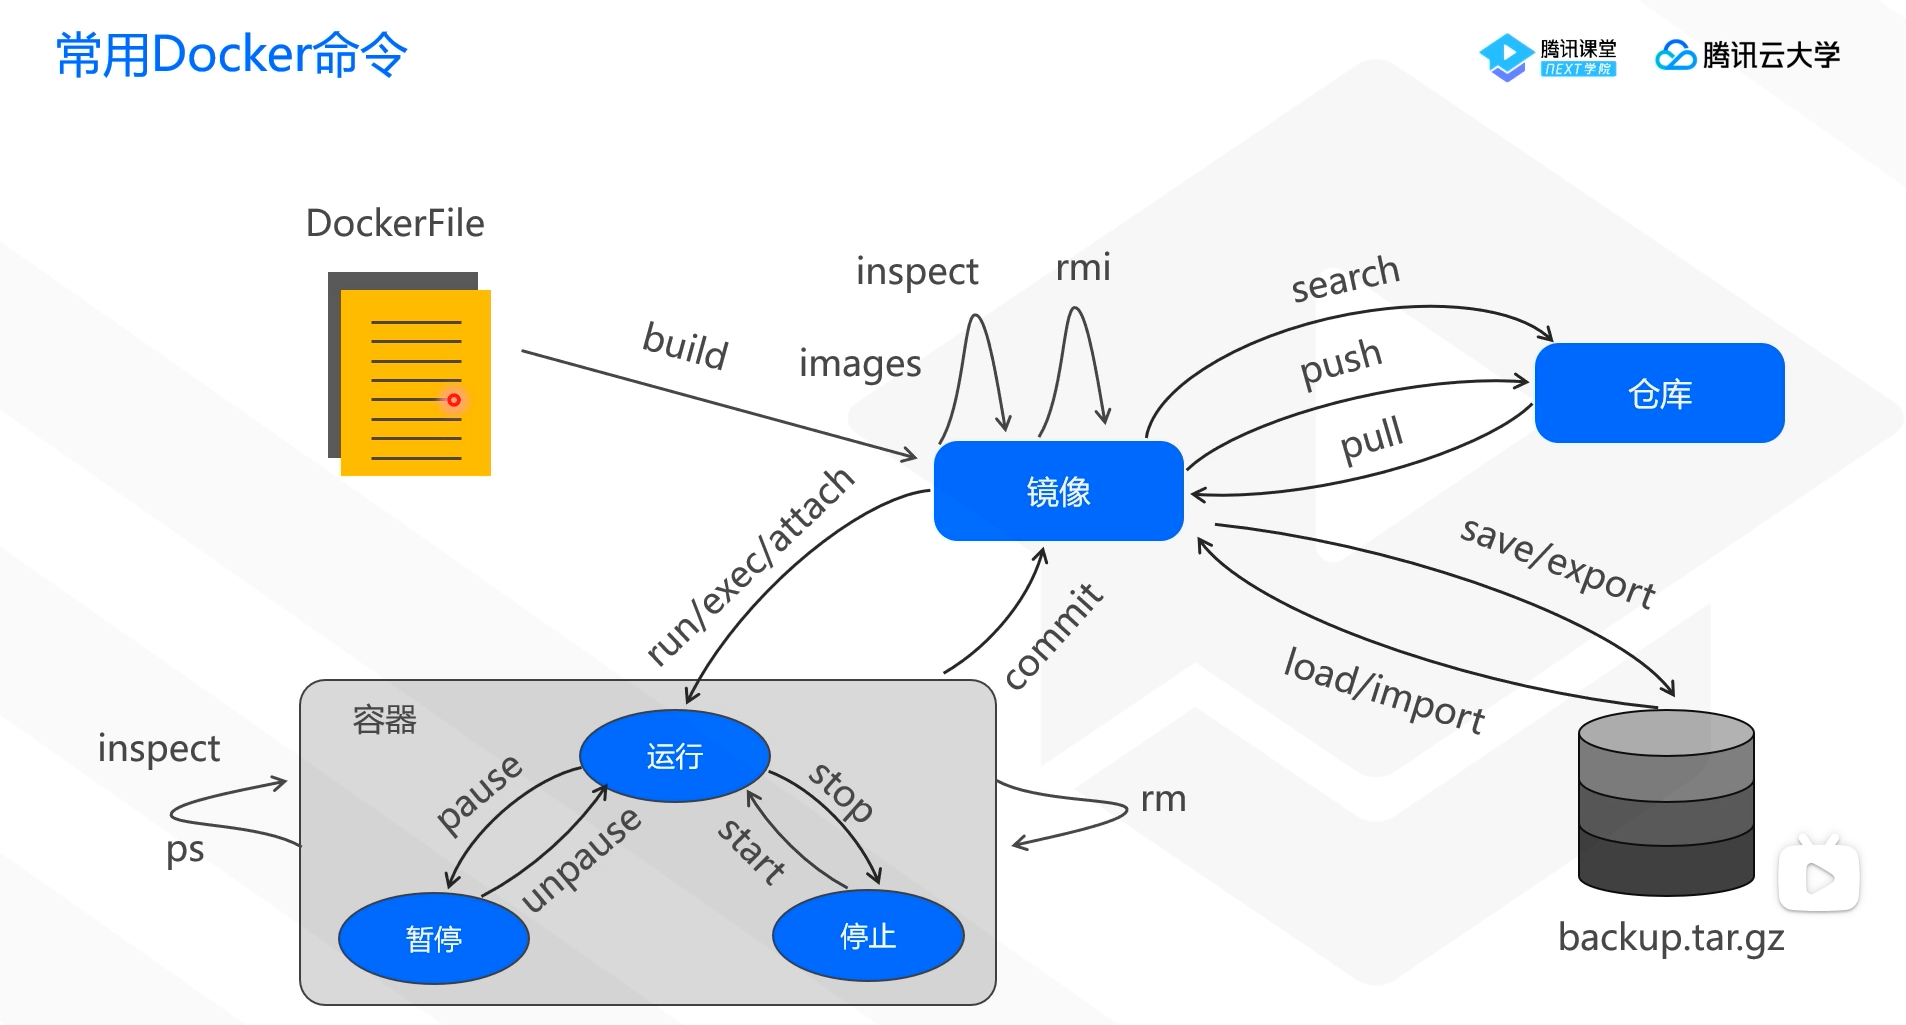 常用Docker命令
腾讯课堂
NEXT学院
腾讯云大学
DockerFile
inspect
rmi
search
build
images
push
仓库
pull
镜像
run/exec/attach
save/export
commit
load/import
容器
inspect
运行
pause
stop
rm
ps
unpause
start
暂停
停止
backup.tar.gz